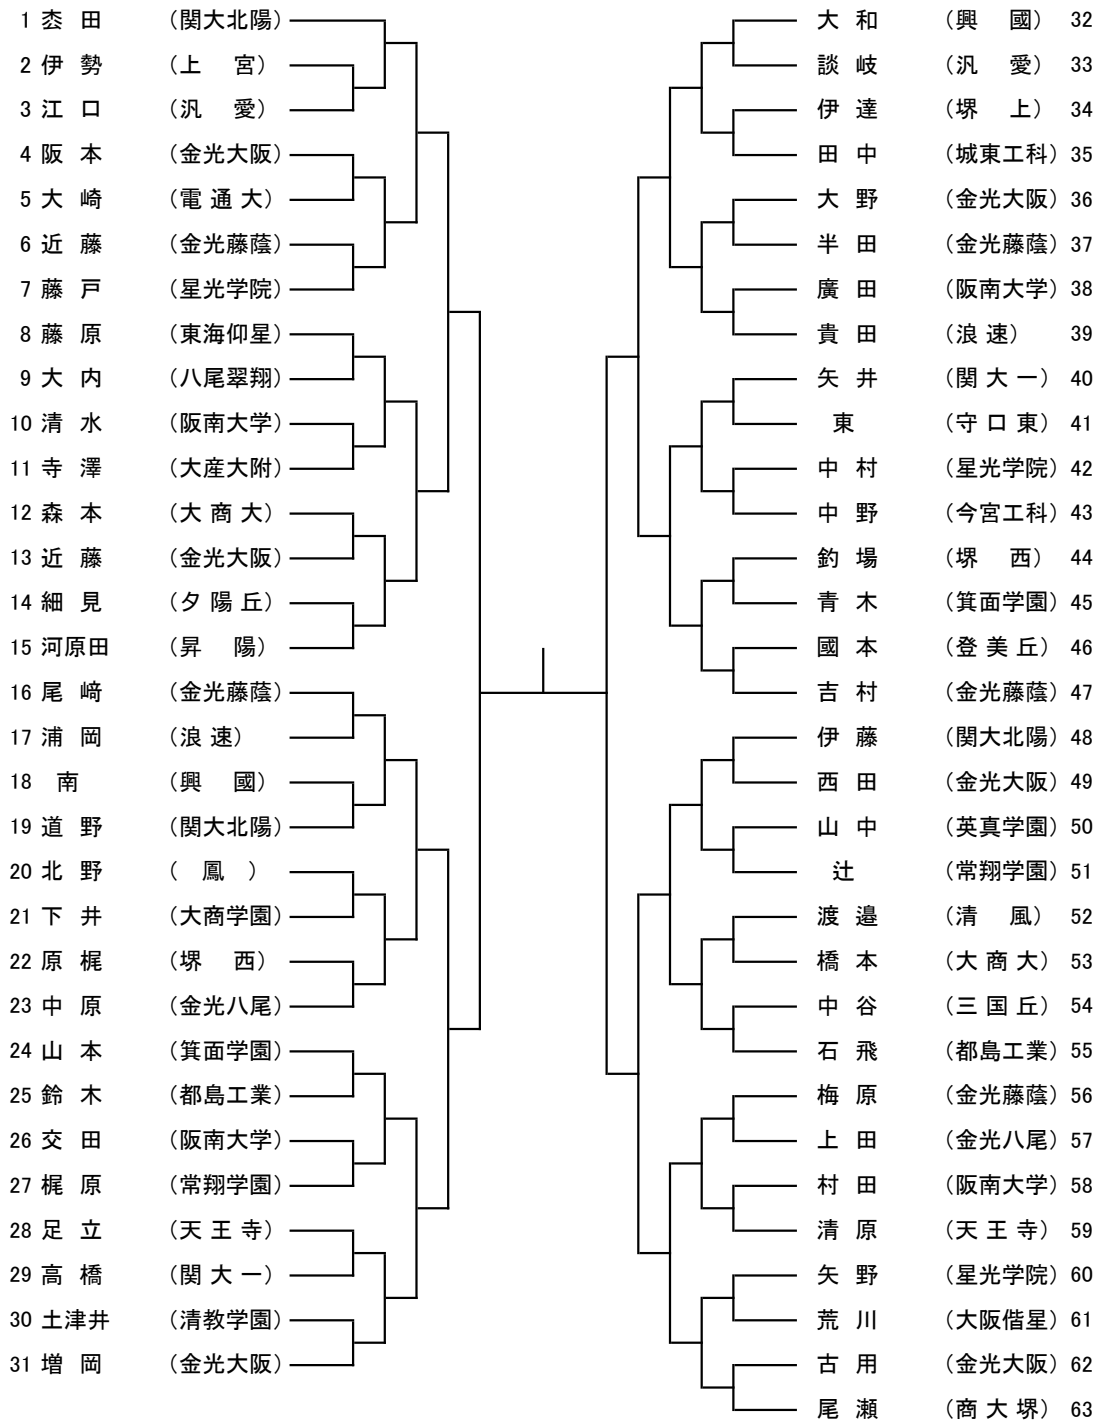 1 枩 田 (関大北陽)
2 伊 勢 (上 宮)
3 江 口 (汎 愛)
4 阪 本 (金光大阪)
5 大 崎 (電 通 大)
6 近 藤 (金光藤蔭)
7 藤 戸 (星光学院)
8 藤 原 (東海仰星)
9 大 内 (八尾翠翔)
10 清 水 (阪南大学)
11 寺 澤 (大産大附)
12 森 本 (大 商 大)
13 近 藤 (金光大阪)
14 細 見 (夕 陽 丘)
15 河原田 (昇 陽)
16 尾 﨑 (金光藤蔭)
17 浦 岡 (浪 速)
18 南 (興 國)
19 道 野 (関大北陽)
20 北 野 ( 鳳 )
21 下 井 (大商学園)
22 原 梶 (堺 西)
23 中 原 (金光八尾)
24 山 本 (箕面学園)
25 鈴 木 (都島工業)
26 交 田 (阪南大学)
27 梶 原 (常翔学園)
28 足 立 (天 王 寺)
29 高 橋 (関 大 一)
30 土津井 (清教学園)
31 増 岡 (金光大阪)
大 和 (興 國) 32
談 岐 (汎 愛) 33
伊 達 (堺 上) 34
田 中 (城東工科) 35
大 野 (金光大阪) 36
半 田 (金光藤蔭) 37
廣 田 (阪南大学) 38
貴 田 (浪 速) 39
矢 井 (関 大 一) 40
東 (守 口 東) 41
中 村 (星光学院) 42
中 野 (今宮工科) 43
釣 場 (堺 西) 44
青 木 (箕面学園) 45
國 本 (登 美 丘) 46
吉 村 (金光藤蔭) 47
伊 藤 (関大北陽) 48
西 田 (金光大阪) 49
山 中 (英真学園) 50
辻 (常翔学園) 51
渡 邉 (清 風) 52
橋 本 (大 商 大) 53
中 谷 (三 国 丘) 54
石 飛 (都島工業) 55
梅 原 (金光藤蔭) 56
上 田 (金光八尾) 57
村 田 (阪南大学) 58
清 原 (天 王 寺) 59
矢 野 (星光学院) 60
荒 川 (大阪偕星) 61
古 用 (金光大阪) 62
尾 瀬 (商 大 堺) 63